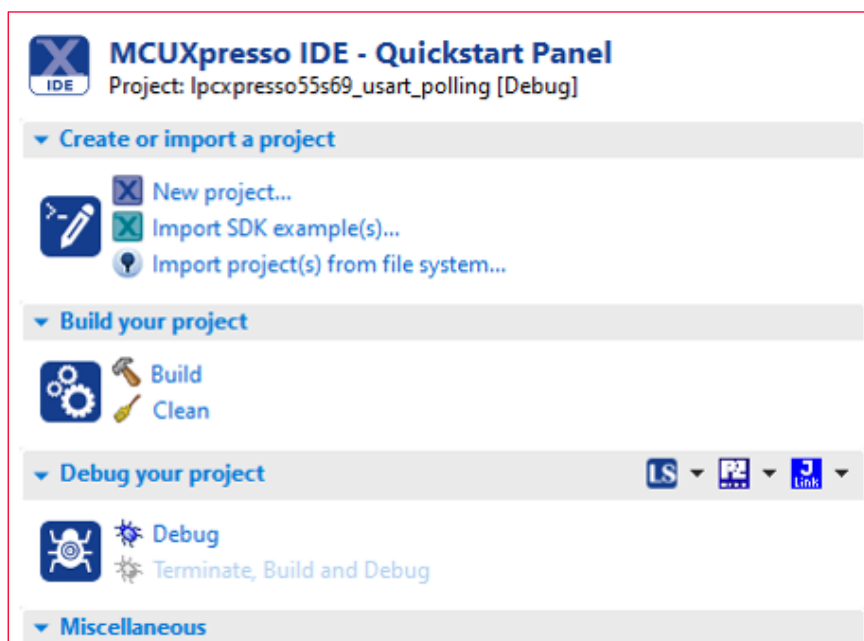 MCUXpresso IDE - Quickstart Panel
IDE
Project: lpcxpresso55s69_usart_polling [Debug]
Create or import a project
New project...
Import SDK example(s)...
Import project(s) from file system...
Build your project
Build
Clean
Debug your project
LS
J
Link
Debug
Terminate, Build and Debug
Miscellaneous